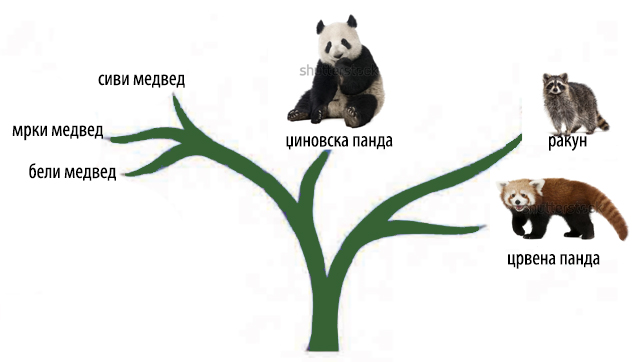 сиви медвед
мрки медвед
бели медвед
џиновска панда
ракун
црвена панда